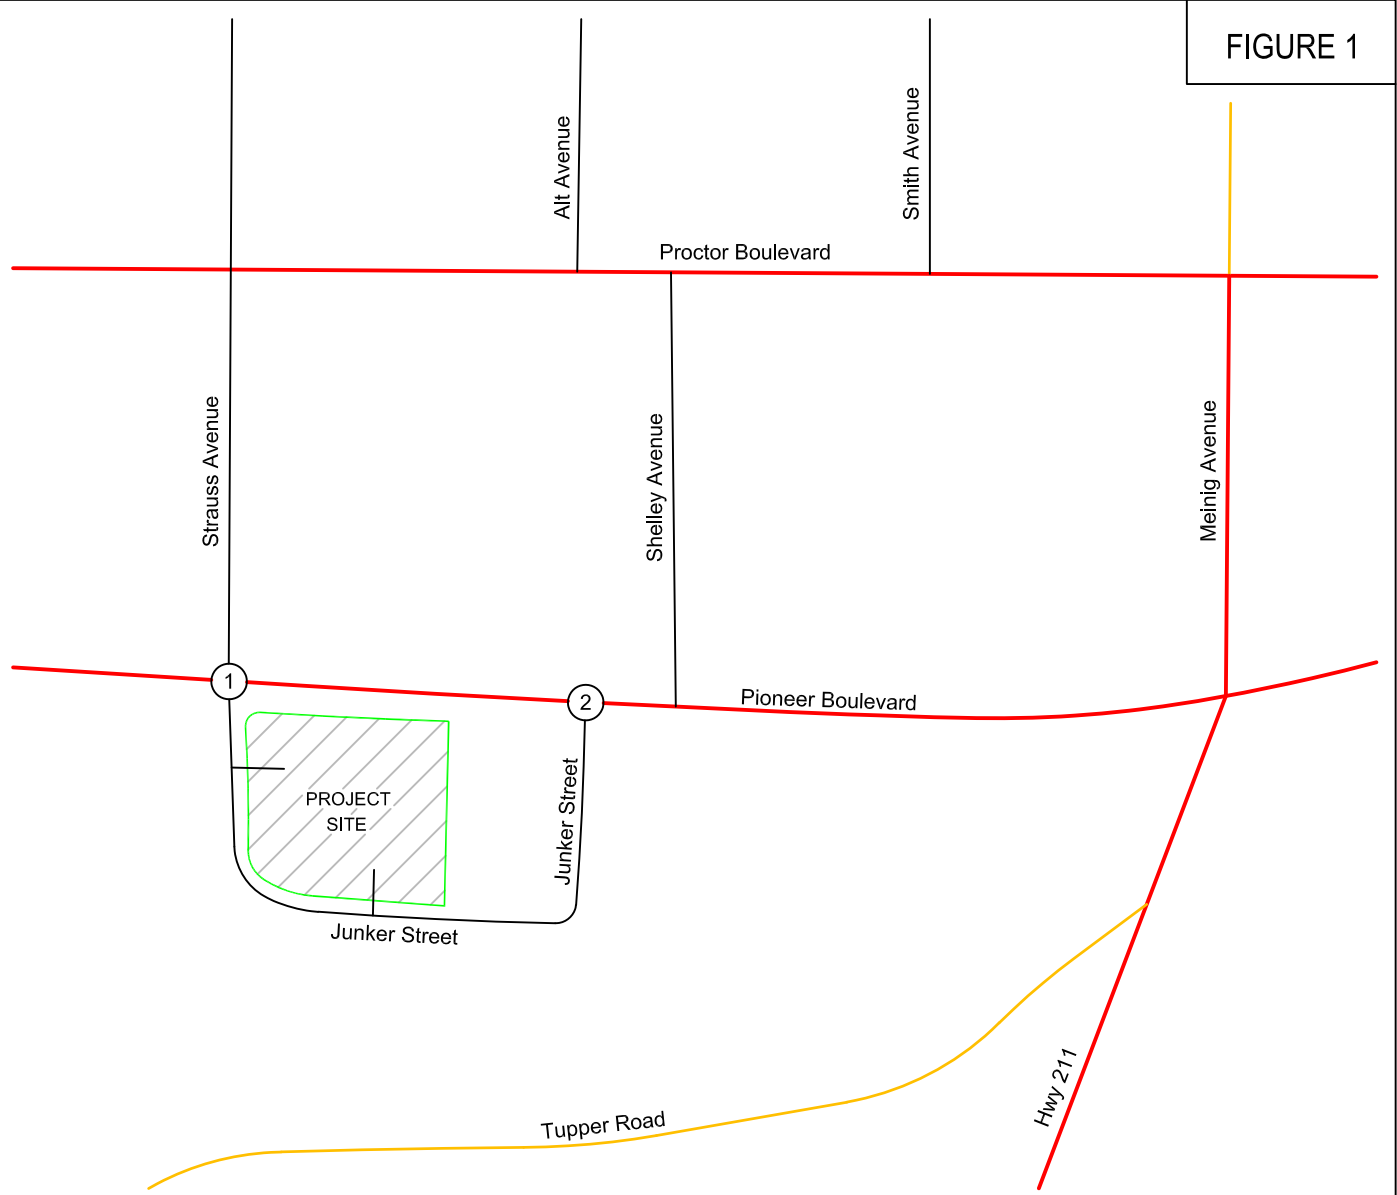 FIGURE 1
Alt Avenue
Smith Avenue
Proctor Boulevard
Strauss Avenue
Shelley Avenue
Meinig Avenue
1
2
Pioneer Boulevard
PROJECT
SITE
Junker Street
Junker Street
Hwy 211
Tupper Road